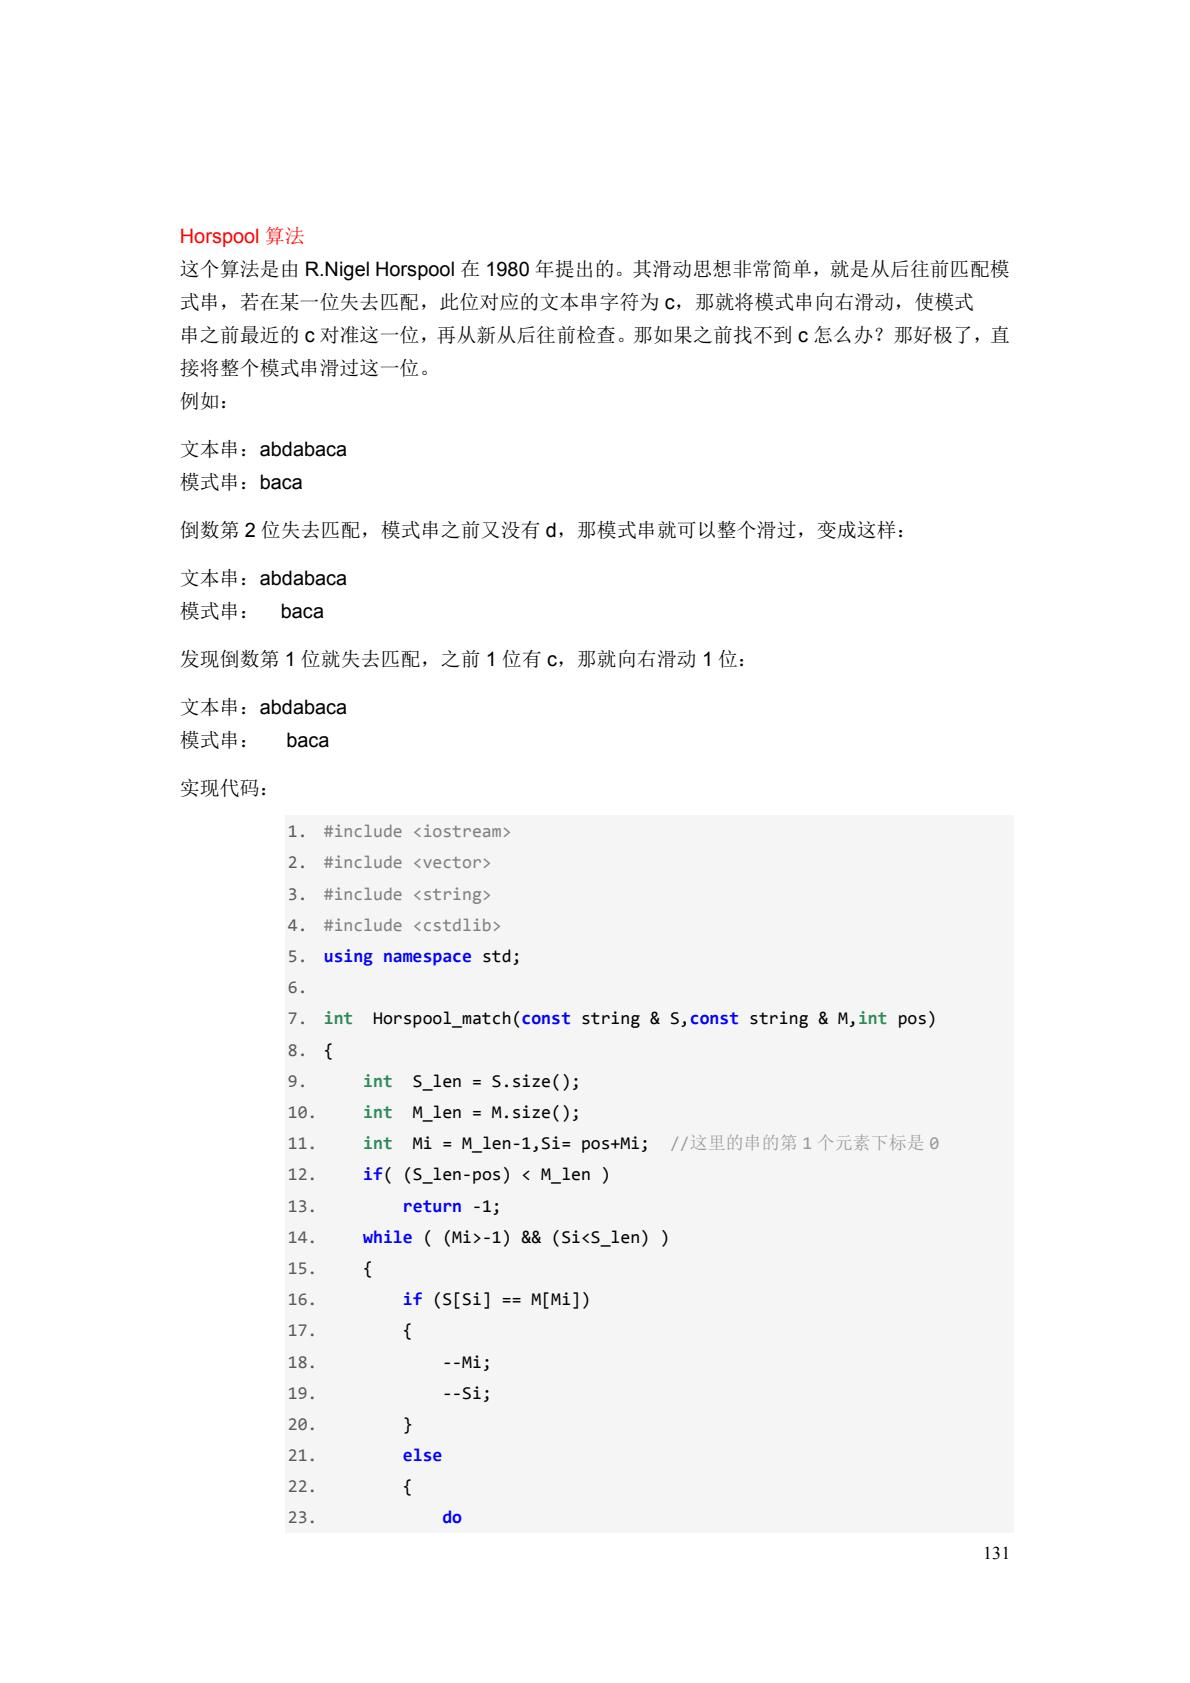 Horspool 算法
这个算法是由 R.Nigel Horspool 在 1980 年提出的。其滑动思想非常简单，就是从后往前匹配模
式串，若在某一位失去匹配，此位对应的文本串字符为 c，那就将模式串向右滑动，使模式
串之前最近的 c 对准这一位，再从新从后往前检查。那如果之前找不到 c 怎么办？那好极了，直
接将整个模式串滑过这一位。
例如：
文本串：abdabaca
模式串：baca
倒数第 2 位失去匹配，模式串之前又没有 d，那模式串就可以整个滑过，变成这样：
文本串：abdabaca
模式串：   baca
发现倒数第 1 位就失去匹配，之前 1 位有 c，那就向右滑动 1 位：
文本串：abdabaca
模式串：    baca
实现代码：
1. #include <iostream>
2. #include <vector>
3. #include <string>
4. #include <cstdlib>
5. using namespace std;
6.
7. int  Horspool_match(const string & S,const string & M,int pos)
8. {
9.     int  S_len = S.size();
10.     int  M_len = M.size();
11.     int  Mi = M_len-1,Si= pos+Mi;  //这里的串的第 1 个元素下标是 0
12.     if( (S_len-pos) < M_len )
13.         return -1;
14.     while ( (Mi>-1) && (Si<S_len) )
15.     {
16.         if (S[Si] == M[Mi])
17.         {
18.             --Mi;
19.             --Si;
20.         }
21.         else
22.         {
23.             do
131